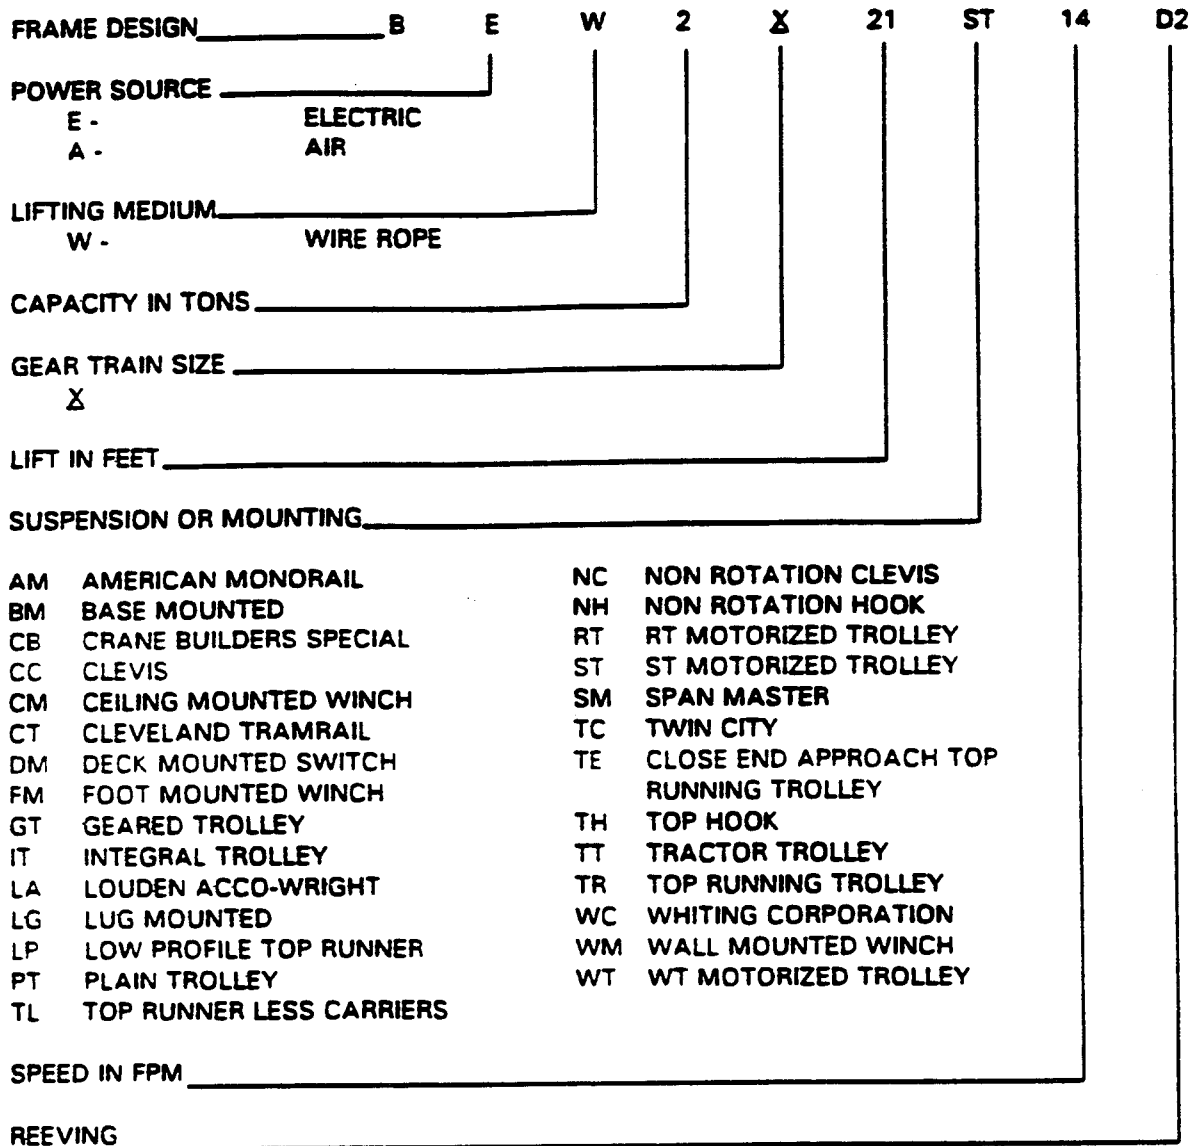 FRAME DESIGN B E W 2 X 21 ST 14 D2
POWER SOURCE
E - ELECTRIC
A - AIR
LIFTING MEDIUM
W - WIRE ROPE
CAPACITY IN TONS
GEAR TRAIN SIZE
X
LIFT IN FEET
SUSPENSION OR MOUNTING
AM AMERICAN MONORAIL
BM BASE MOUNTED
CB CRANE BUILDERS SPECIAL
CC CLEVIS
CM CEILING MOUNTED WINCH
CT CLEVELAND TRAMRAIL
DM DECK MOUNTED SWITCH
FM FOOT MOUNTED WINCH
GT GEARED TROLLEY
IT INTEGRAL TROLLEY
LA LOUDEN ACCO-WRIGHT
LG LUG MOUNTED
LP LOW PROFILE TOP RUNNER
PT PLAIN TROLLEY
TL TOP RUNNER LESS CARRIERS
NC NON ROTATION CLEVIS
NH NON ROTATION HOOK
RT RT MOTORIZED TROLLEY
ST ST MOTORIZED TROLLEY
SM SPAN MASTER
TC TWIN CITY
TE CLOSE END APPROACH TOP
RUNNING TROLLEY
TH TOP HOOK
TT TRACTOR TROLLEY
TR TOP RUNNING TROLLEY
WC WHITING CORPORATION
WM WALL MOUNTED WINCH
WT WT MOTORIZED TROLLEY
SPEED IN FPM
REEVING